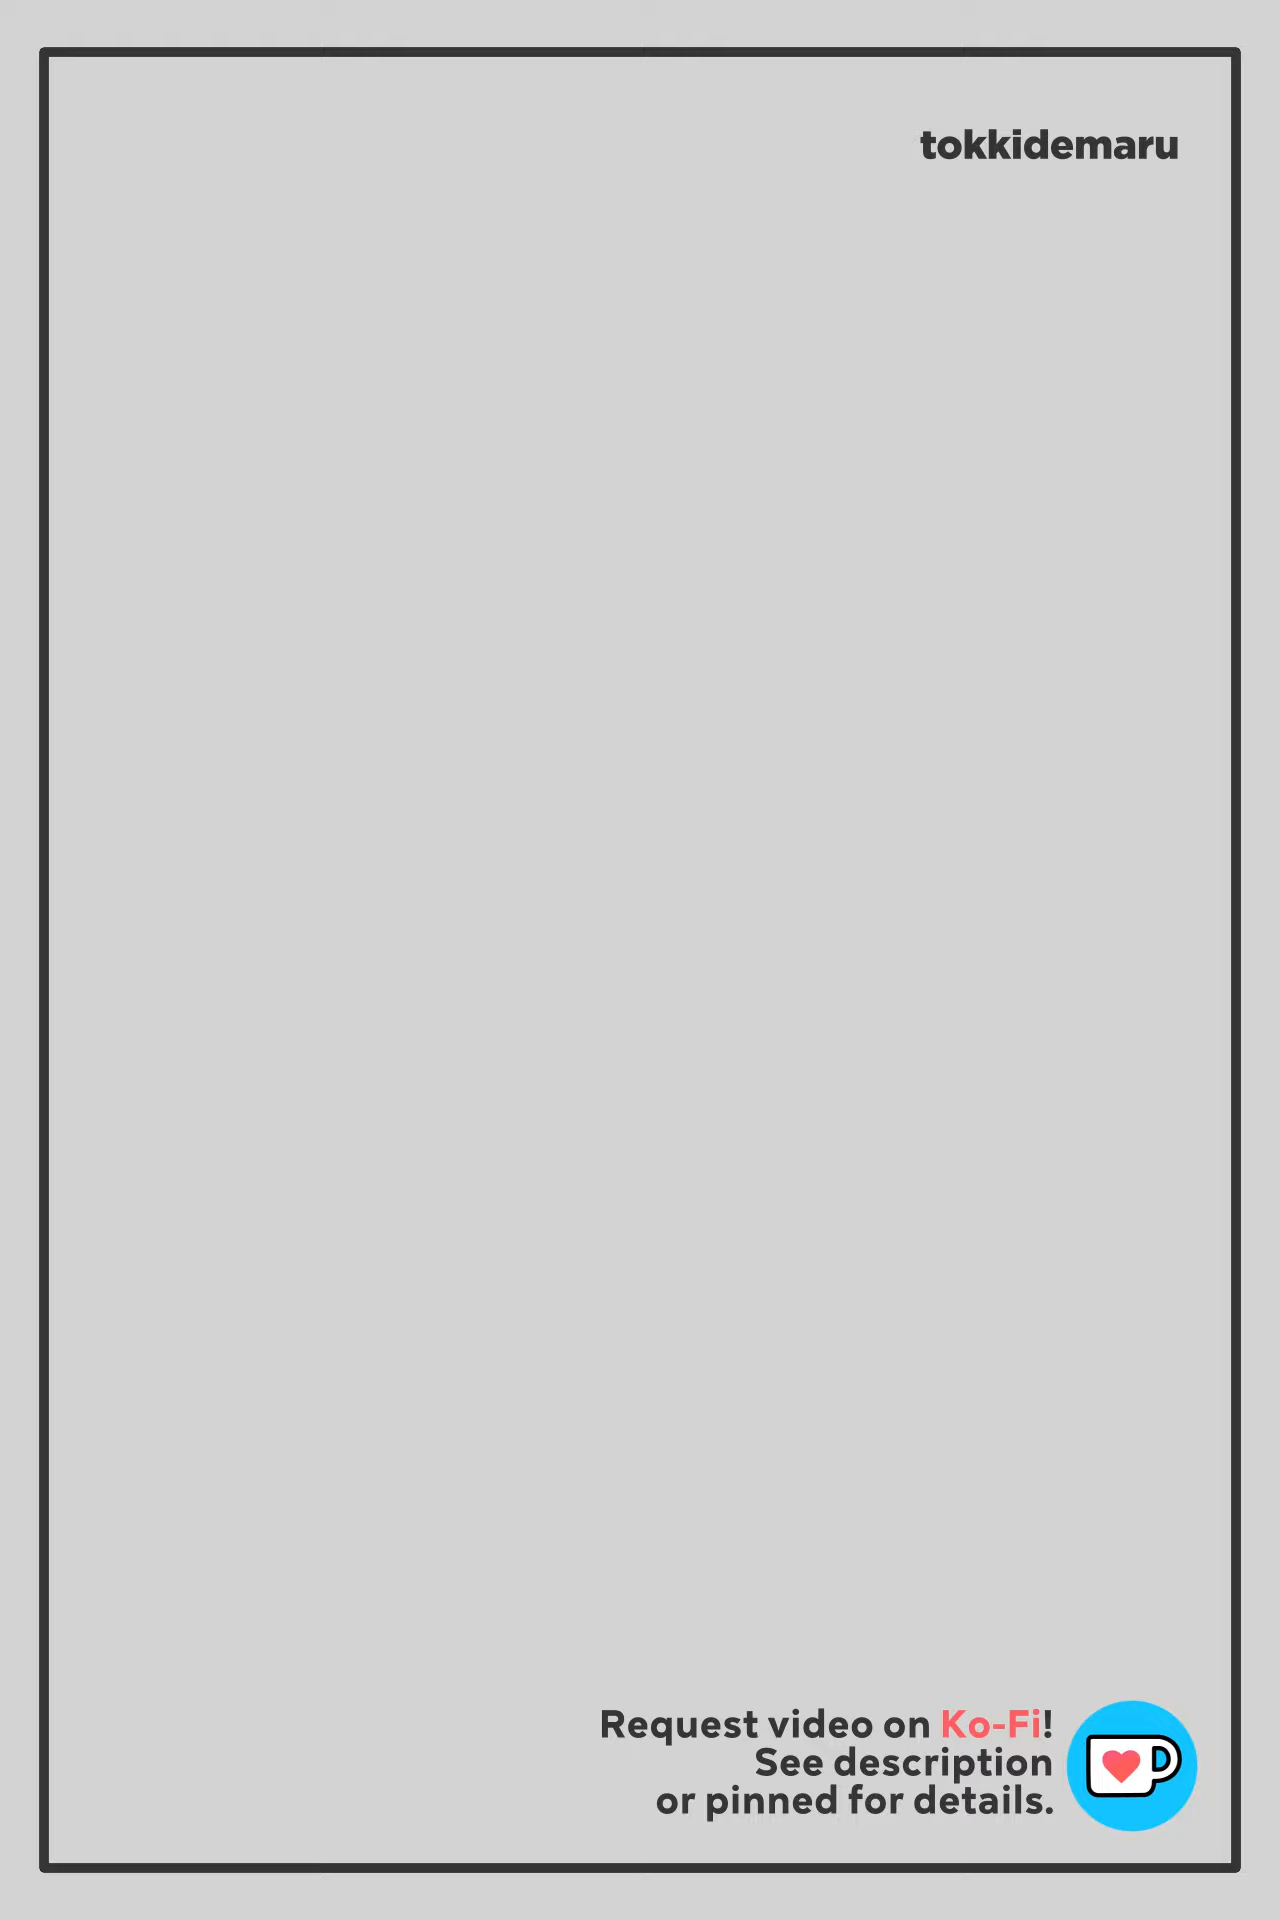 tokkidemaru
Request video on Ko-Fi!
See description
or pinned for details.